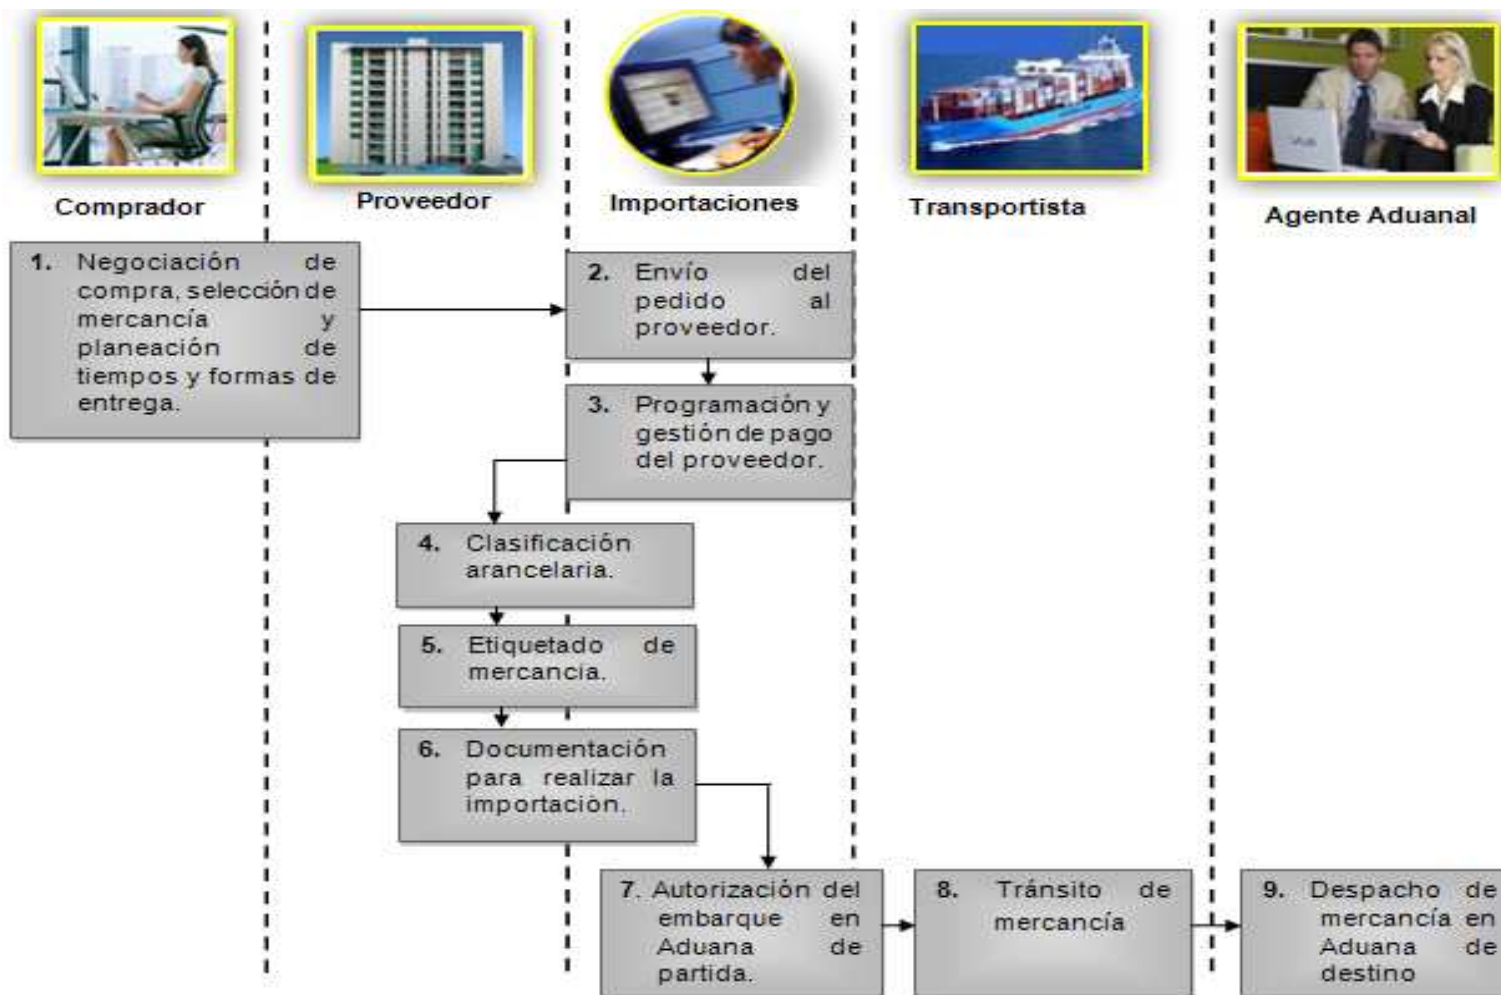 Comprador
Proveedor
Importaciones
Transportista
Agente Aduanal
1. Negociación de
compra, selección de
mercancía y
planeación de
tiempos y formas de
entrega.
2. Envío del
pedido al
proveedor.
3. Programación y
gestión de pago
del proveedor.
4. Clasificación
arancelaria.
5. Etiquetado de
mercancía.
6. Documentación
para realizar la
importación.
7. Autorización del
embarque en
Aduana de
partida.
8. Tránsito de
mercancía
9. Despacho de
mercancía en
Aduana de
destino